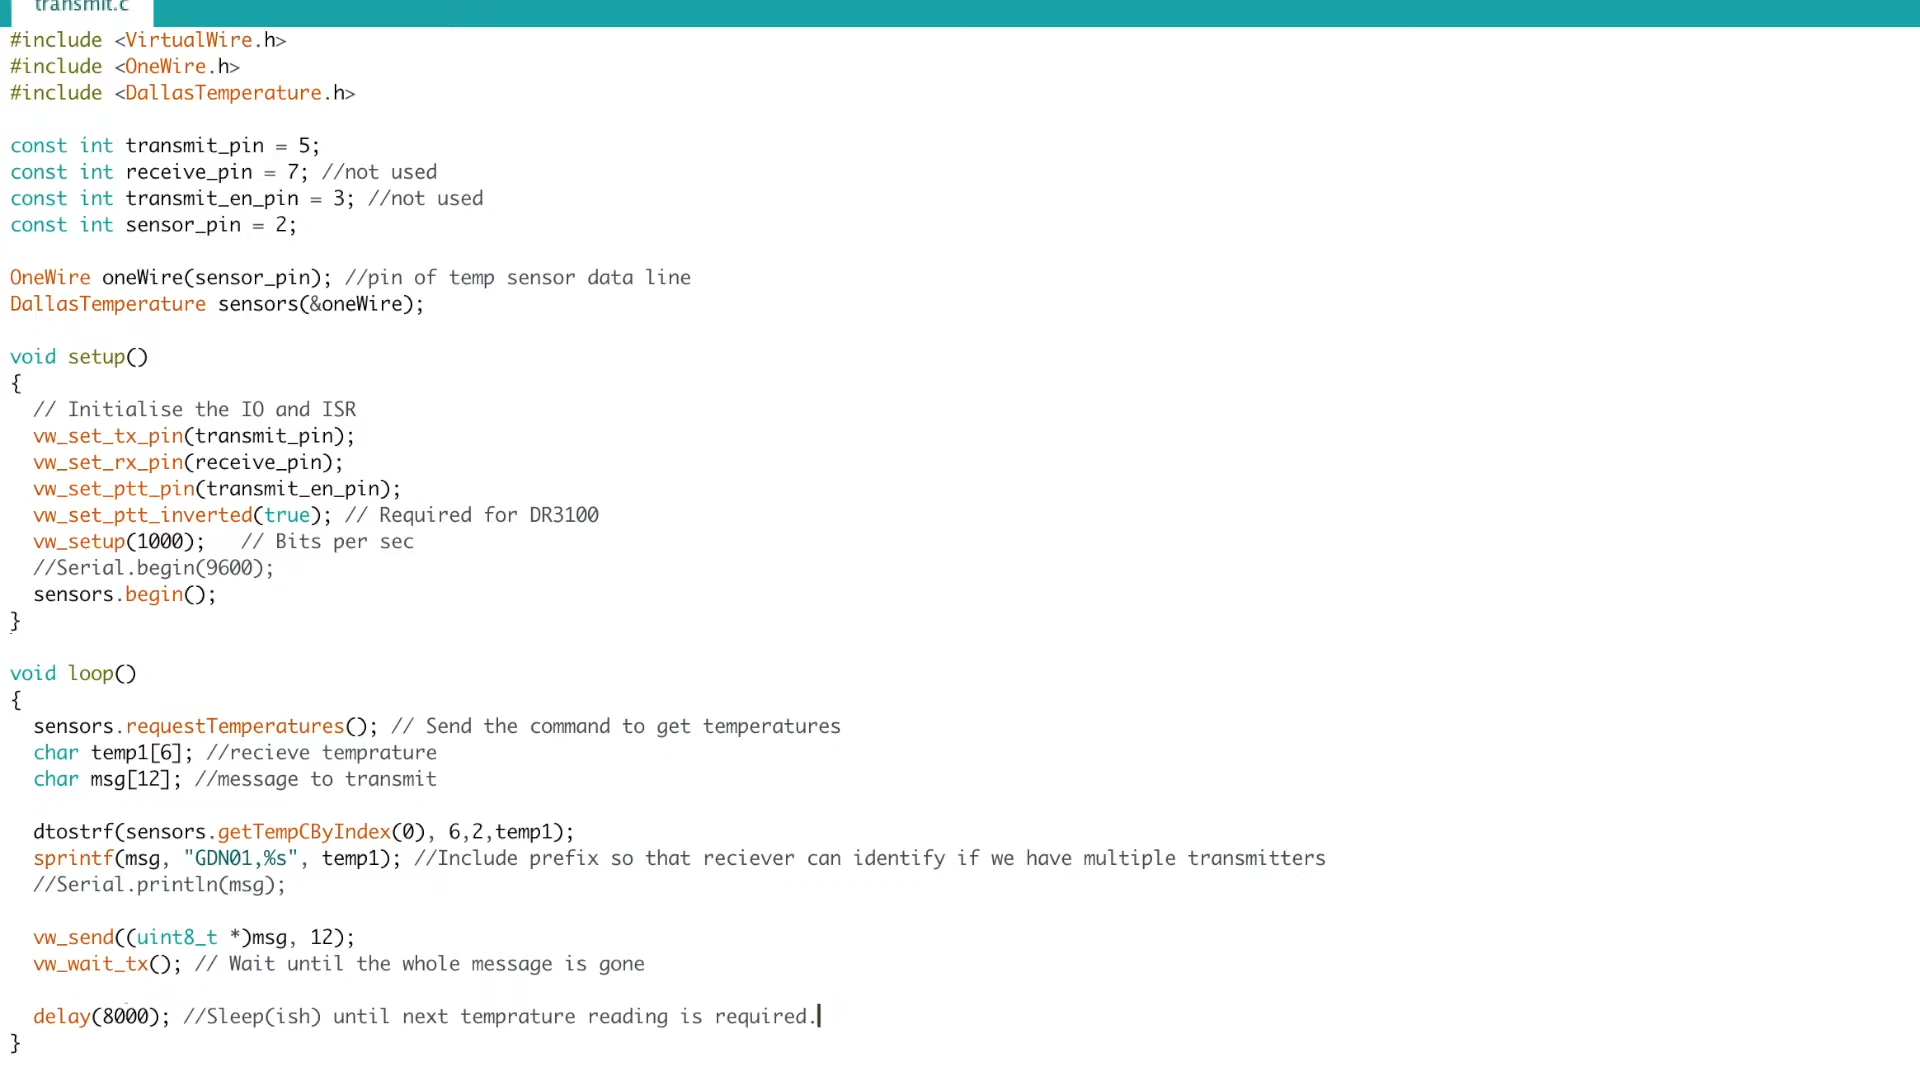 transmit.c
#include <VirtualWire.h>
#include <OneWire.h>
#include <DallasTemperature.h>
const int transmit_pin = 5;
const int receive_pin = 7; //not used
const int transmit_en_pin = 3; //not used
const int sensor_pin = 2;
OneWire oneWire(sensor_pin); //pin of temp sensor data line
DallasTemperature sensors(&oneWire);
void setup()
{
  // Initialise the IO and ISR
  vw_set_tx_pin(transmit_pin);
  vw_set_rx_pin(receive_pin);
  vw_set_ptt_pin(transmit_en_pin);
  vw_set_ptt_inverted(true); // Required for DR3100
  vw_setup(1000);   // Bits per sec
  //Serial.begin(9600);
  sensors.begin();
}
void loop()
{
  sensors.requestTemperatures(); // Send the command to get temperatures
  char temp1[6]; //recieve temprature
  char msg[12]; //message to transmit
  dtostrf(sensors.getTempCByIndex(0), 6,2,temp1);
  sprintf(msg, "GDN01,%s", temp1); //Include prefix so that reciever can identify if we have multiple transmitters
  //Serial.println(msg);
  vw_send((uint8_t *)msg, 12);
  vw_wait_tx(); // Wait until the whole message is gone
  delay(8000); //Sleep(ish) until next temprature reading is required.
}